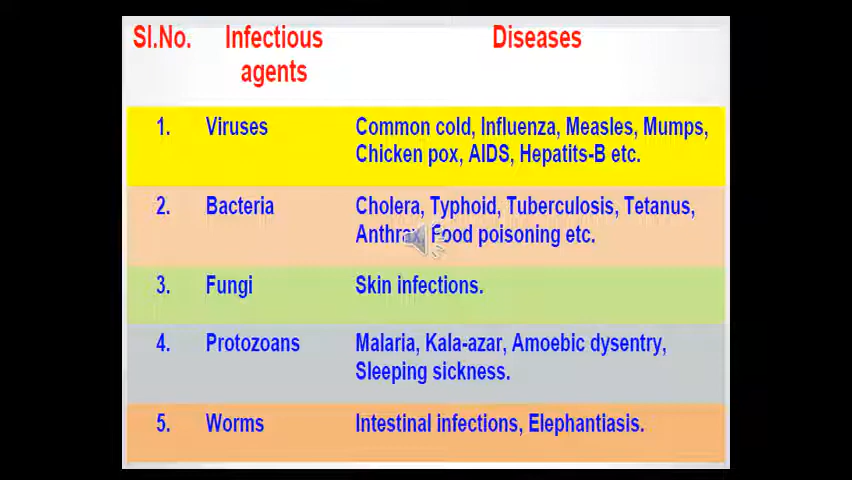 Sl.No. Infectious agents Diseases
1. Viruses Common cold, Influenza, Measles, Mumps,
Chicken pox, AIDS, Hepatits-B etc.
2. Bacteria Cholera, Typhoid, Tuberculosis, Tetanus,
Anthrax, Food poisoning etc.
3. Fungi Skin infections.
4. Protozoans Malaria, Kala-azar, Amoebic dysentry,
Sleeping sickness.
5. Worms Intestinal infections, Elephantiasis.